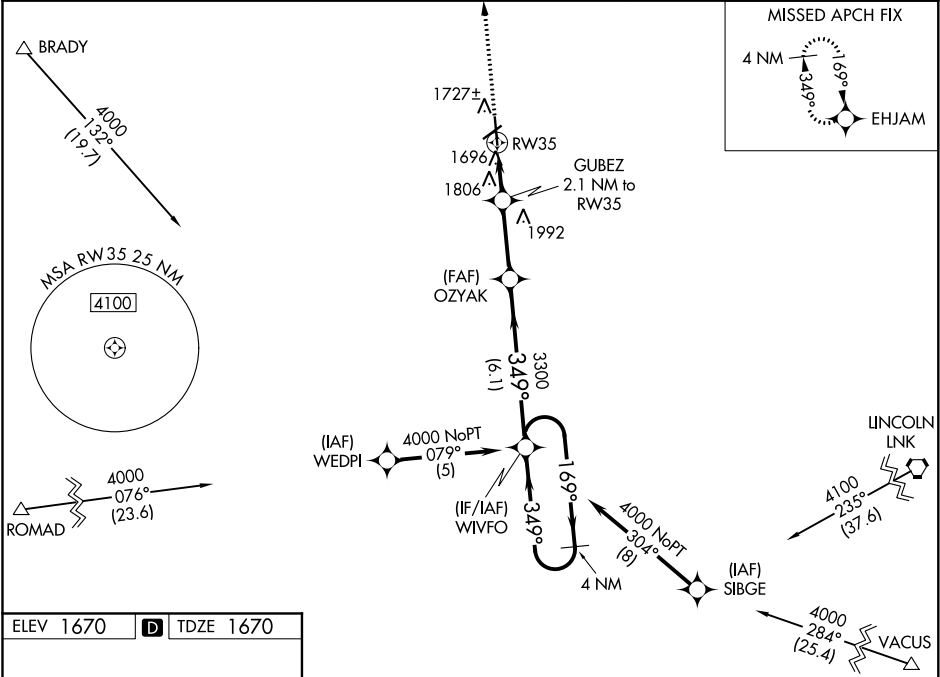 MISSED APCH FIX
4 NM
349°
169°
EHJAM
BRADY
4000
132°
(19.7)
1727±
RW35
1696
1806
GUBEZ
2.1 NM to
RW35
1992
MSA RW35 25 NM
4100
(FAF)
OZYAK
3300
349°
(6.1)
(IAF)
WEDPI
4000 NoPT
079°
(5)
(IF/IAF)
WIVFO
349°
169°
4 NM
4000 NoPT
304°
(8)
(IAF)
SIBGE
LINCOLN
LNK
4100
235°
(37.6)
4000
076°
(23.6)
ROMAD
4000
284°
(25.4)
VACUS
ELEV 1670 D TDZE 1670